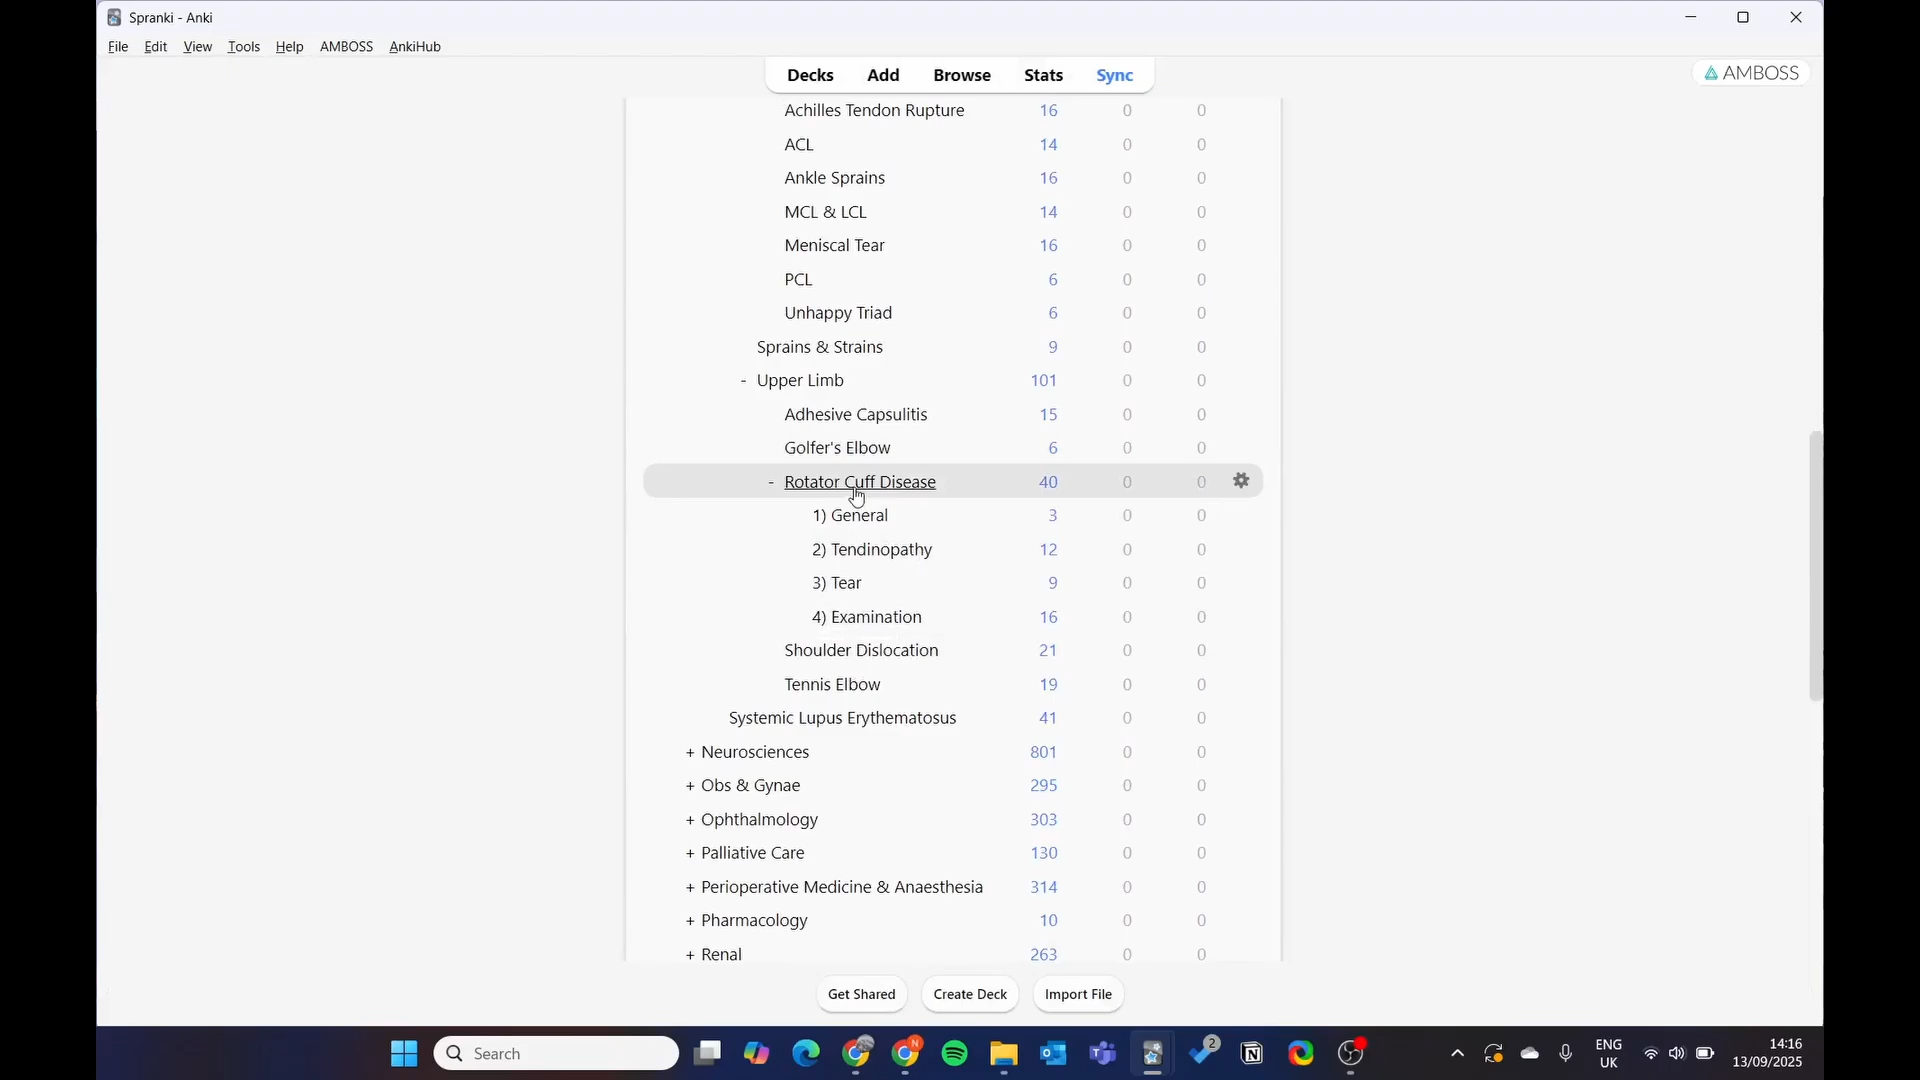 Spranki - Anki
File Edit View Tools Help AMBOSS AnkiHub
Decks Add Browse Stats Sync
AMBOSS
Achilles Tendon Rupture 16 0 0
ACL 14 0 0
Ankle Sprains 16 0 0
MCL & LCL 14 0 0
Meniscal Tear 16 0 0
PCL 6 0 0
Unhappy Triad 6 0 0
Sprains & Strains 9 0 0
- Upper Limb 101 0 0
Adhesive Capsulitis 15 0 0
Golfer's Elbow 6 0 0
- Rotator Cuff Disease 40 0 0
1) General 3 0 0
2) Tendinopathy 12 0 0
3) Tear 9 0 0
4) Examination 16 0 0
Shoulder Dislocation 21 0 0
Tennis Elbow 19 0 0
Systemic Lupus Erythematosus 41 0 0
+ Neurosciences 801 0 0
+ Obs & Gynae 295 0 0
+ Ophthalmology 303 0 0
+ Palliative Care 130 0 0
+ Perioperative Medicine & Anaesthesia 314 0 0
+ Pharmacology 10 0 0
+ Renal 263 0 0
Get Shared Create Deck Import File
Search
2
ENG
UK
14:16
13/09/2025